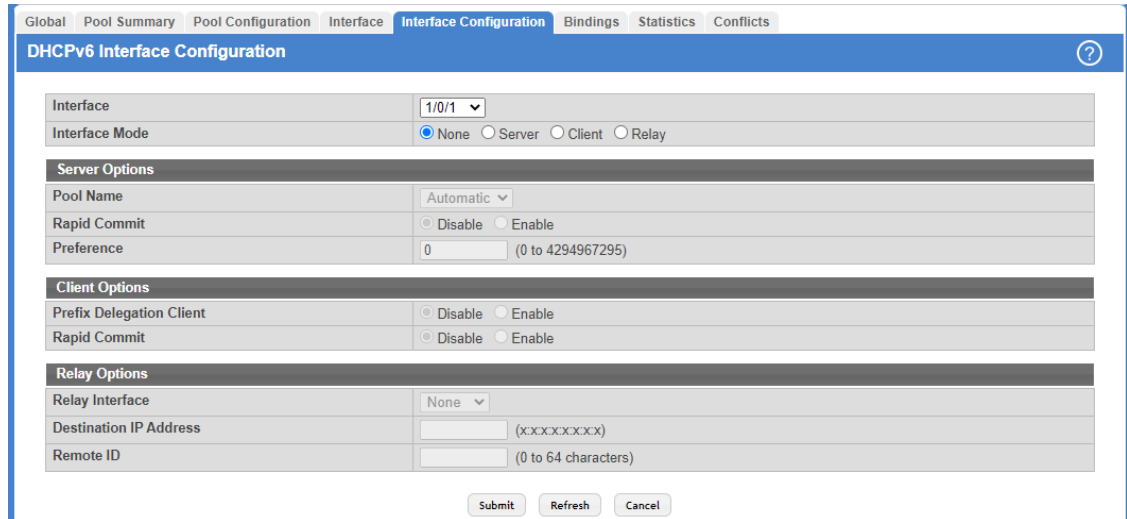 Global Pool Summary Pool Configuration Interface Interface Configuration Bindings Statistics Conflicts
DHCPv6 Interface Configuration ?
Interface 1/0/1
Interface Mode None Server Client Relay
Server Options
Pool Name Automatic
Rapid Commit Disable Enable
Preference 0 (0 to 4294967295)
Client Options
Prefix Delegation Client Disable Enable
Rapid Commit Disable Enable
Relay Options
Relay Interface None
Destination IP Address (x:x:x:x:x:x:x:x)
Remote ID (0 to 64 characters)
Submit Refresh Cancel